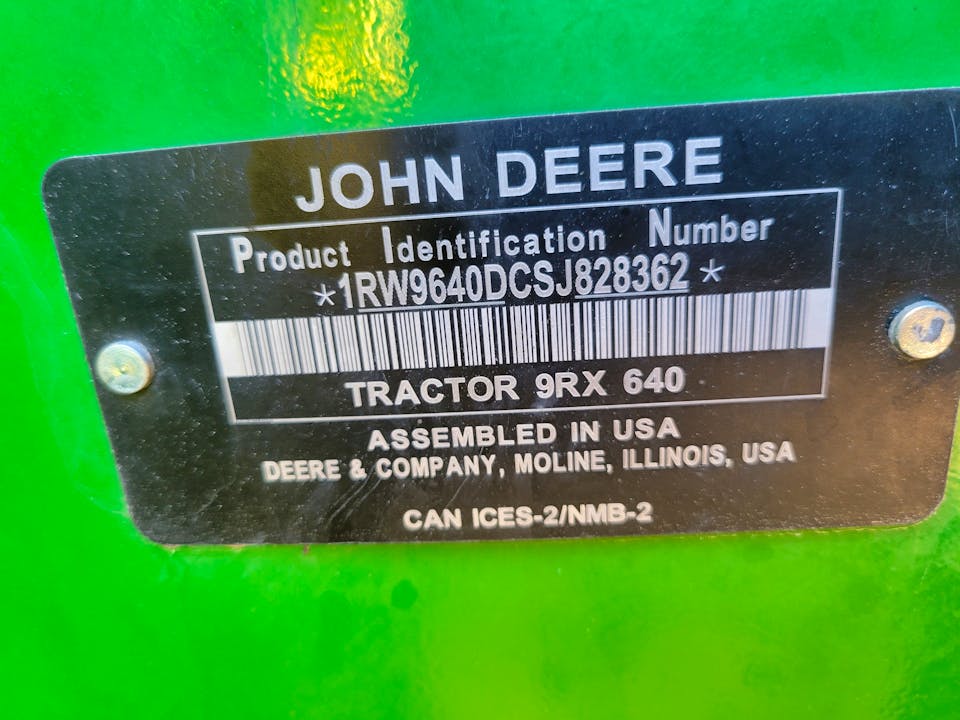 JOHN DEERE
Product Identification Number
*1RW9640DCSJ828362*
TRACTOR 9RX 640
ASSEMBLED IN USA
DEERE & COMPANY, MOLINE, ILLINOIS, USA
CAN ICES-2/NMB-2